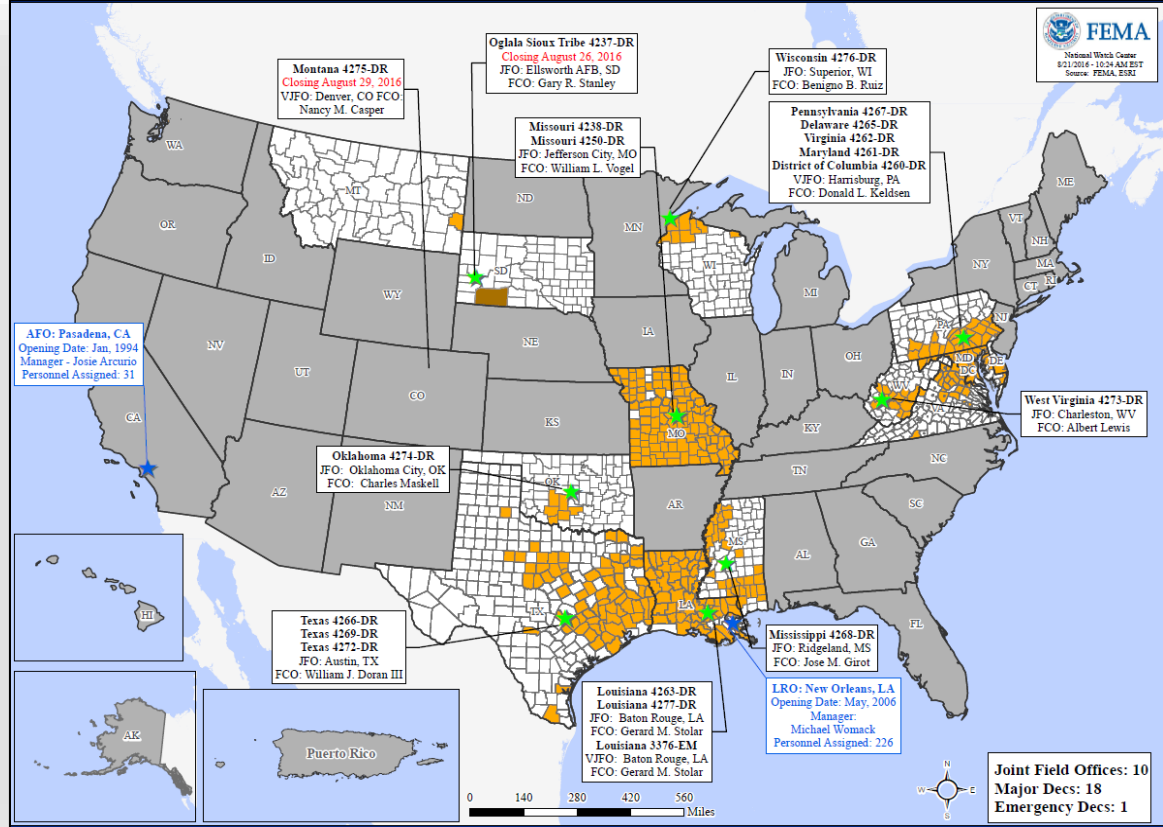 FEMA
National Watch Center
8/21/2016 - 10:24 AM EST
Source: FEMA, ESRI
Oglala Sioux Tribe 4237-DR
Closing August 26, 2016
JFO: Ellsworth AFB, SD
FCO: Gary R. Stanley
Wisconsin 4276-DR
JFO: Superior, WI
FCO: Benigno B. Ruiz
Montana 4275-DR
Closing August 29, 2016
VJFO: Denver, CO FCO:
Nancy M. Casper
Pennsylvania 4267-DR
Delaware 4265-DR
Virginia 4262-DR
Maryland 4261-DR
District of Columbia 4260-DR
VJFO: Harrisburg, PA
FCO: Donald L. Keldsen
Missouri 4238-DR
Missouri 4250-DR
JFO: Jefferson City, MO
FCO: William L. Vogel
WA
MT
ND
MN
ME
OR
ID
SD
WI
VT
NH
NY
MA
CT
RI
WY
MI
AFO: Pasadena, CA
Opening Date: Jan, 1994
Manager - Josie Arcurio
Personnel Assigned: 31
NV
UT
NE
IA
PA
NJ
OH
MD
DE
DC
IL
IN
WV
VA
CA
CO
KS
MO
KY
West Virginia 4273-DR
JFO: Charleston, WV
FCO: Albert Lewis
Oklahoma 4274-DR
JFO: Oklahoma City, OK
FCO: Charles Maskell
AZ
NM
OK
AR
TN
NC
SC
MS
AL
GA
TX
LA
FL
HI
Texas 4266-DR
Texas 4269-DR
Texas 4272-DR
JFO: Austin, TX
FCO: William J. Doran III
Mississippi 4268-DR
JFO: Ridgeland, MS
FCO: Jose M. Girot
Louisiana 4263-DR
Louisiana 4277-DR
JFO: Baton Rouge, LA
FCO: Gerard M. Stolar
Louisiana 3376-EM
VJFO: Baton Rouge, LA
FCO: Gerard M. Stolar
LRO: New Orleans, LA
Opening Date: May, 2006
Manager:
Michael Womack
Personnel Assigned: 226
AK
Puerto Rico
0 140 280 420 560
Miles
N
W E
S
Joint Field Offices: 10
Major Decs: 18
Emergency Decs: 1